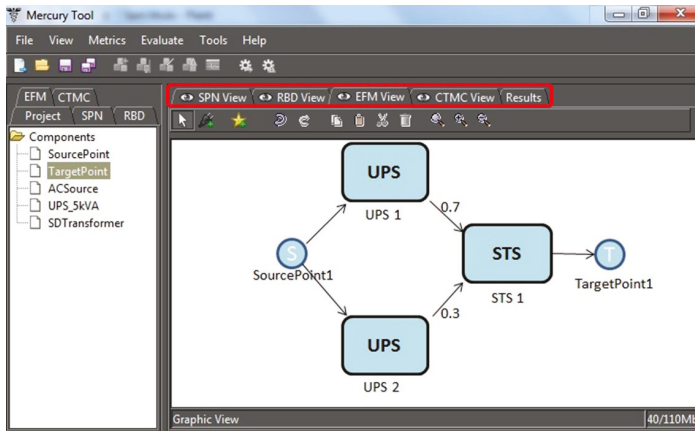 Mercury Tool
File View Metrics Evaluate Tools Help
EFM CTMC
Project SPN RBD
Components
SourcePoint
TargetPoint
ACSource
UPS_5kVA
SDTransformer
SPN View RBD View EFM View CTMC View Results
UPS
UPS 1
0.7
S
SourcePoint1
STS
STS 1
T
TargetPoint1
0.3
UPS
UPS 2
Graphic View
40/110M